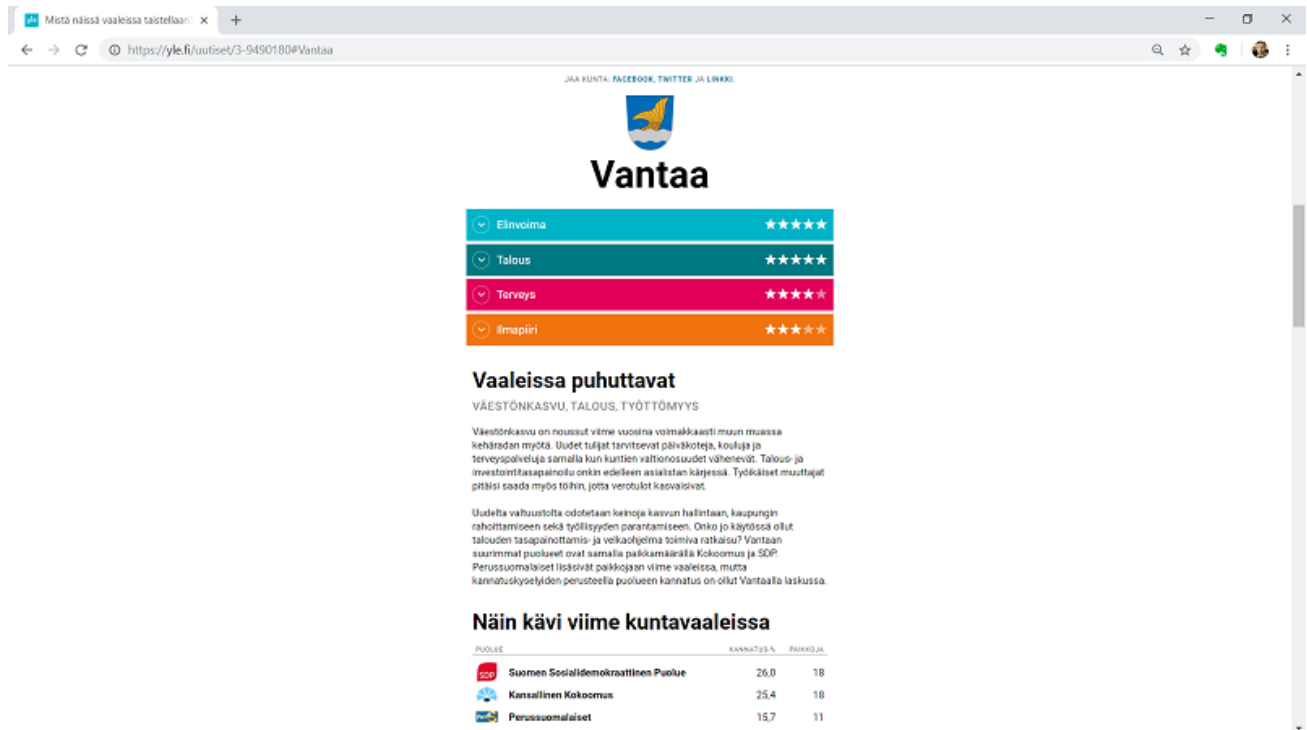 yle Mistä näissä vaaleissa taistellaan
https://yle.fi/uutiset/3-9490180#Vantaa
JAA KUNTA: FACEBOOK, TWITTER JA LINKKI.
Vantaa
Elinvoima ★★★★★
Talous ★★★★★
Terveys ★★★★★
Ilmapiiri ★★★★★
Vaaleissa puhuttavat
VÄESTÖNKASVU, TALOUS, TYÖTTÖMYYS
Väestönkasvu on noussut viime vuosina voimakkaasti muun muassa
kehäradan myötä. Uudet tulijat tarvitsevat päiväkoteja, kouluja ja
terveyspalveluja samalla kun kuntien valtionosuudet vähenevät. Talous- ja
investointitasapainoilu onkin edelleen asialistan kärjessä. Työikäiset muuttajat
pitäisi saada myös töihin, jotta verotulot kasvaisivat.
Uudelta valtuustolta odotetaan keinoja kasvun hallintaan, kaupungin
rahoittamiseen sekä työllisyyden parantamiseen. Onko jo käytössä ollut
talouden tasapainottamis- ja velkaohjelma toimiva ratkaisu? Vantaan
suurimmat puolueet ovat samalla paikkamäärällä Kokoomus ja SDP.
Perussuomalaiset lisäsivät paikkojaan viime vaaleissa, mutta
kannatuskyselyiden perusteella puolueen kannatus on ollut Vantaalla laskussa.
Näin kävi viime kuntavaaleissa
PUOLUE KANNATUS-% PAIKKOJA
SDP Suomen Sosialidemokraattinen Puolue 26,0 18
Kansallinen Kokoomus 25,4 18
Perussuomalaiset 15,7 11